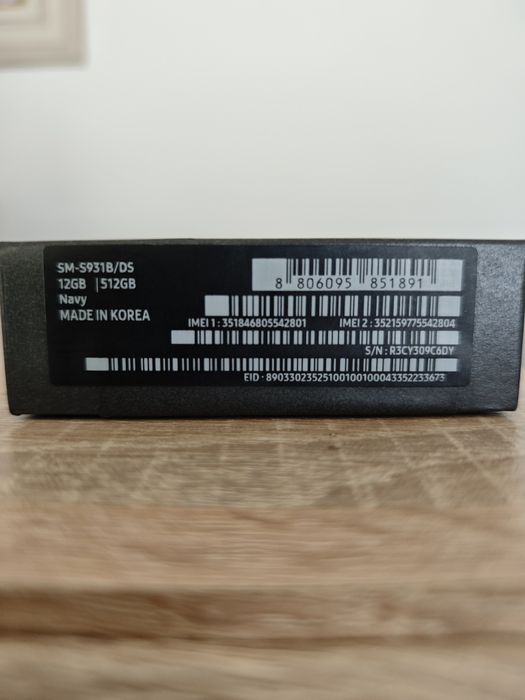 SM-S931B/DS
12GB | 512GB
Navy
MADE IN KOREA
8 806095 851891
IMEI 1 : 351846805542801 IMEI 2 : 352159775542804
S/N : R3CY309C6DY
EID : 89033023525100100100043352233673